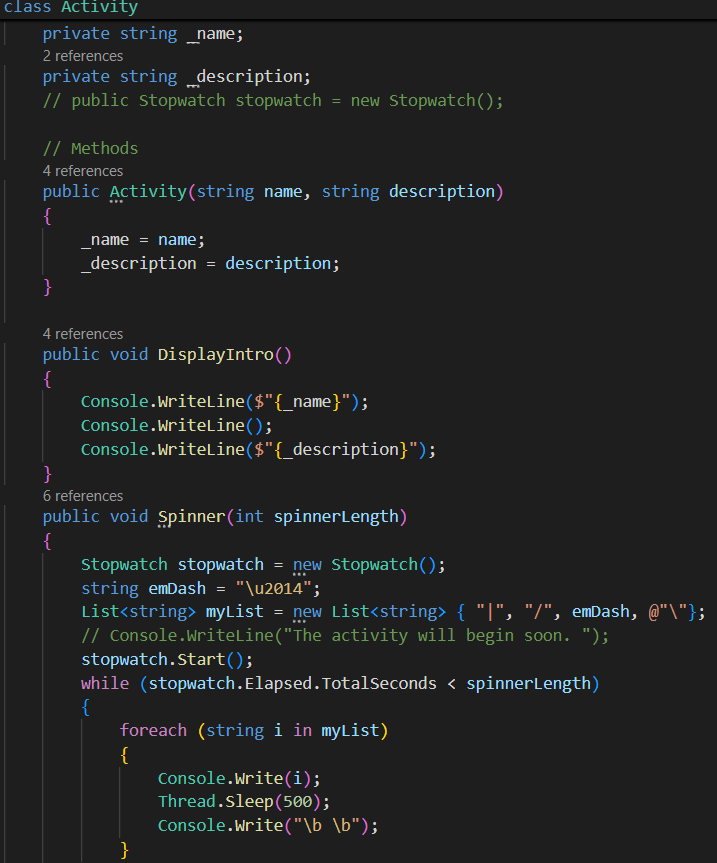 class Activity
private string _name;
2 references
private string _description;
// public Stopwatch stopwatch = new Stopwatch();
// Methods
4 references
public Activity(string name, string description)
{
_name = name;
_description = description;
}
4 references
public void DisplayIntro()
{
Console.WriteLine($"{_name}");
Console.WriteLine();
Console.WriteLine($"{_description}");
}
6 references
public void Spinner(int spinnerLength)
{
Stopwatch stopwatch = new Stopwatch();
string emDash = "\u2014";
List<string> myList = new List<string> { "|", "/", emDash, @"\"};
// Console.WriteLine("The activity will begin soon. ");
stopwatch.Start();
while (stopwatch.Elapsed.TotalSeconds < spinnerLength)
{
foreach (string i in myList)
{
Console.Write(i);
Thread.Sleep(500);
Console.Write("\b \b");
}